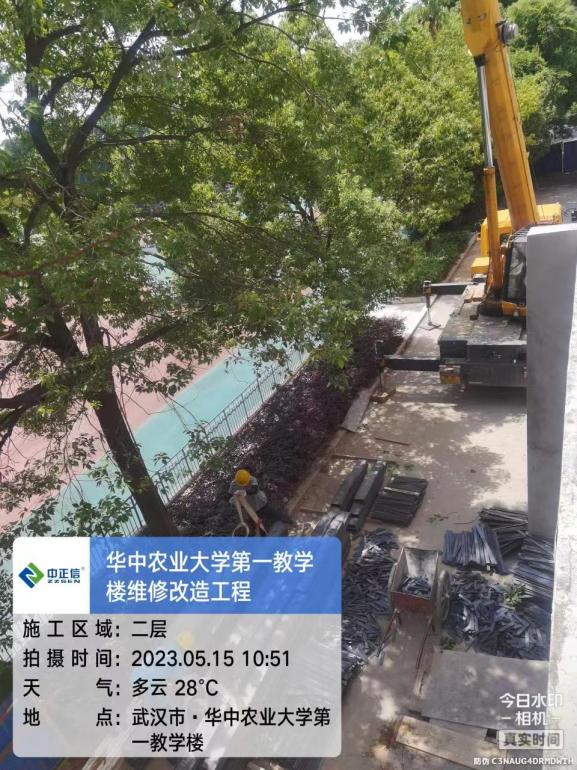 中正信®
ZZSEN
华中农业大学第一教学
楼维修改造工程
施工区域：二层
拍摄时间：2023.05.15 10:51
天气：多云 28℃
地点：武汉市·华中农业大学第
一教学楼
今日水印
相机
真实时间
防伪 C3NAUG4DRMDWTH